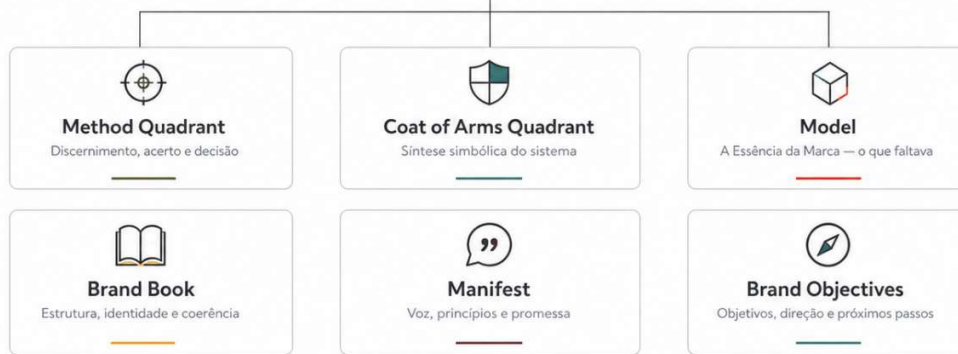 Method Quadrant
Discernimento, acerto e decisão
Coat of Arms Quadrant
Síntese simbólica do sistema
Model
A Essência da Marca — o que faltava
Brand Book
Estrutura, identidade e coerência
Manifest
Voz, princípios e promessa
Brand Objectives
Objetivos, direção e próximos passos